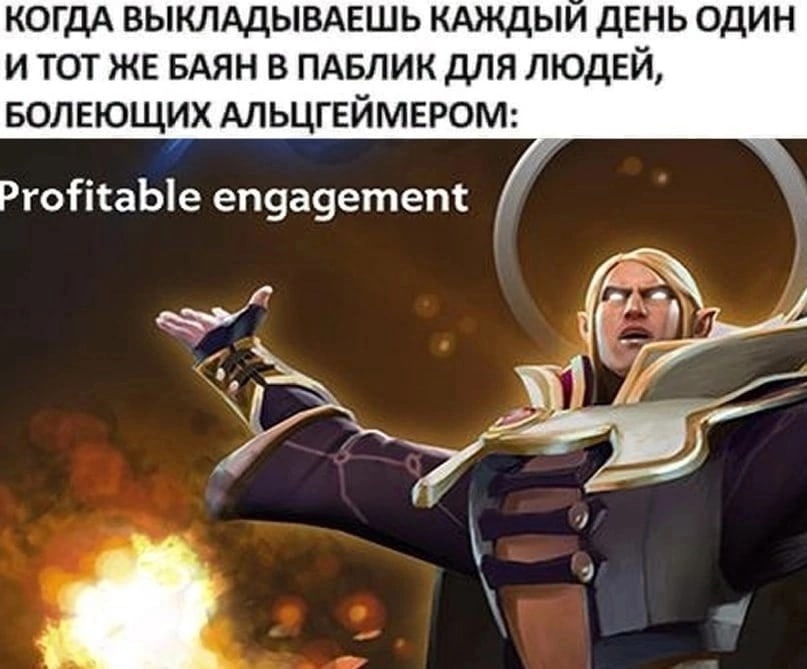 КОГДА ВЫКЛАДЫВАЕШЬ КАЖДЫЙ ДЕНЬ ОДИН
И ТОТ ЖЕ БАЯН В ПАБЛИК ДЛЯ ЛЮДЕЙ,
БОЛЕЮЩИХ АЛЬЦГЕЙМЕРОМ:
Profitable engagement